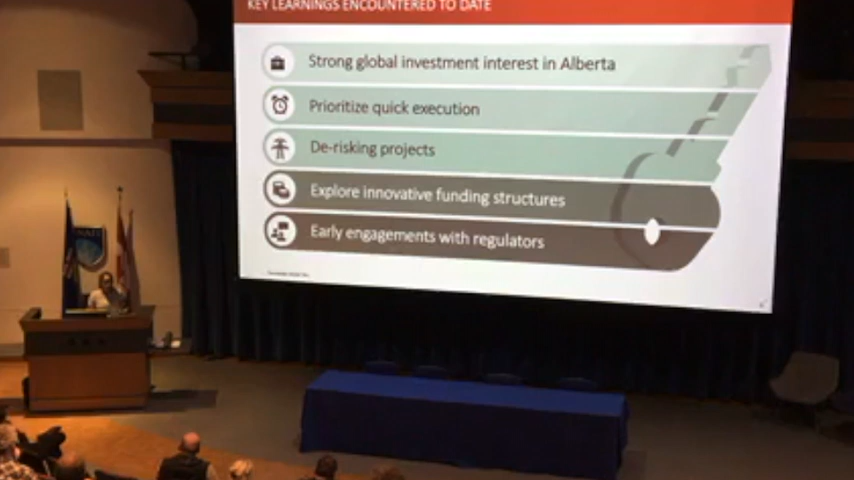 KEY LEARNINGS ENCOUNTERED TO DATE
Strong global investment interest in Alberta
Prioritize quick execution
De-risking projects
Explore innovative funding structures
Early engagements with regulators